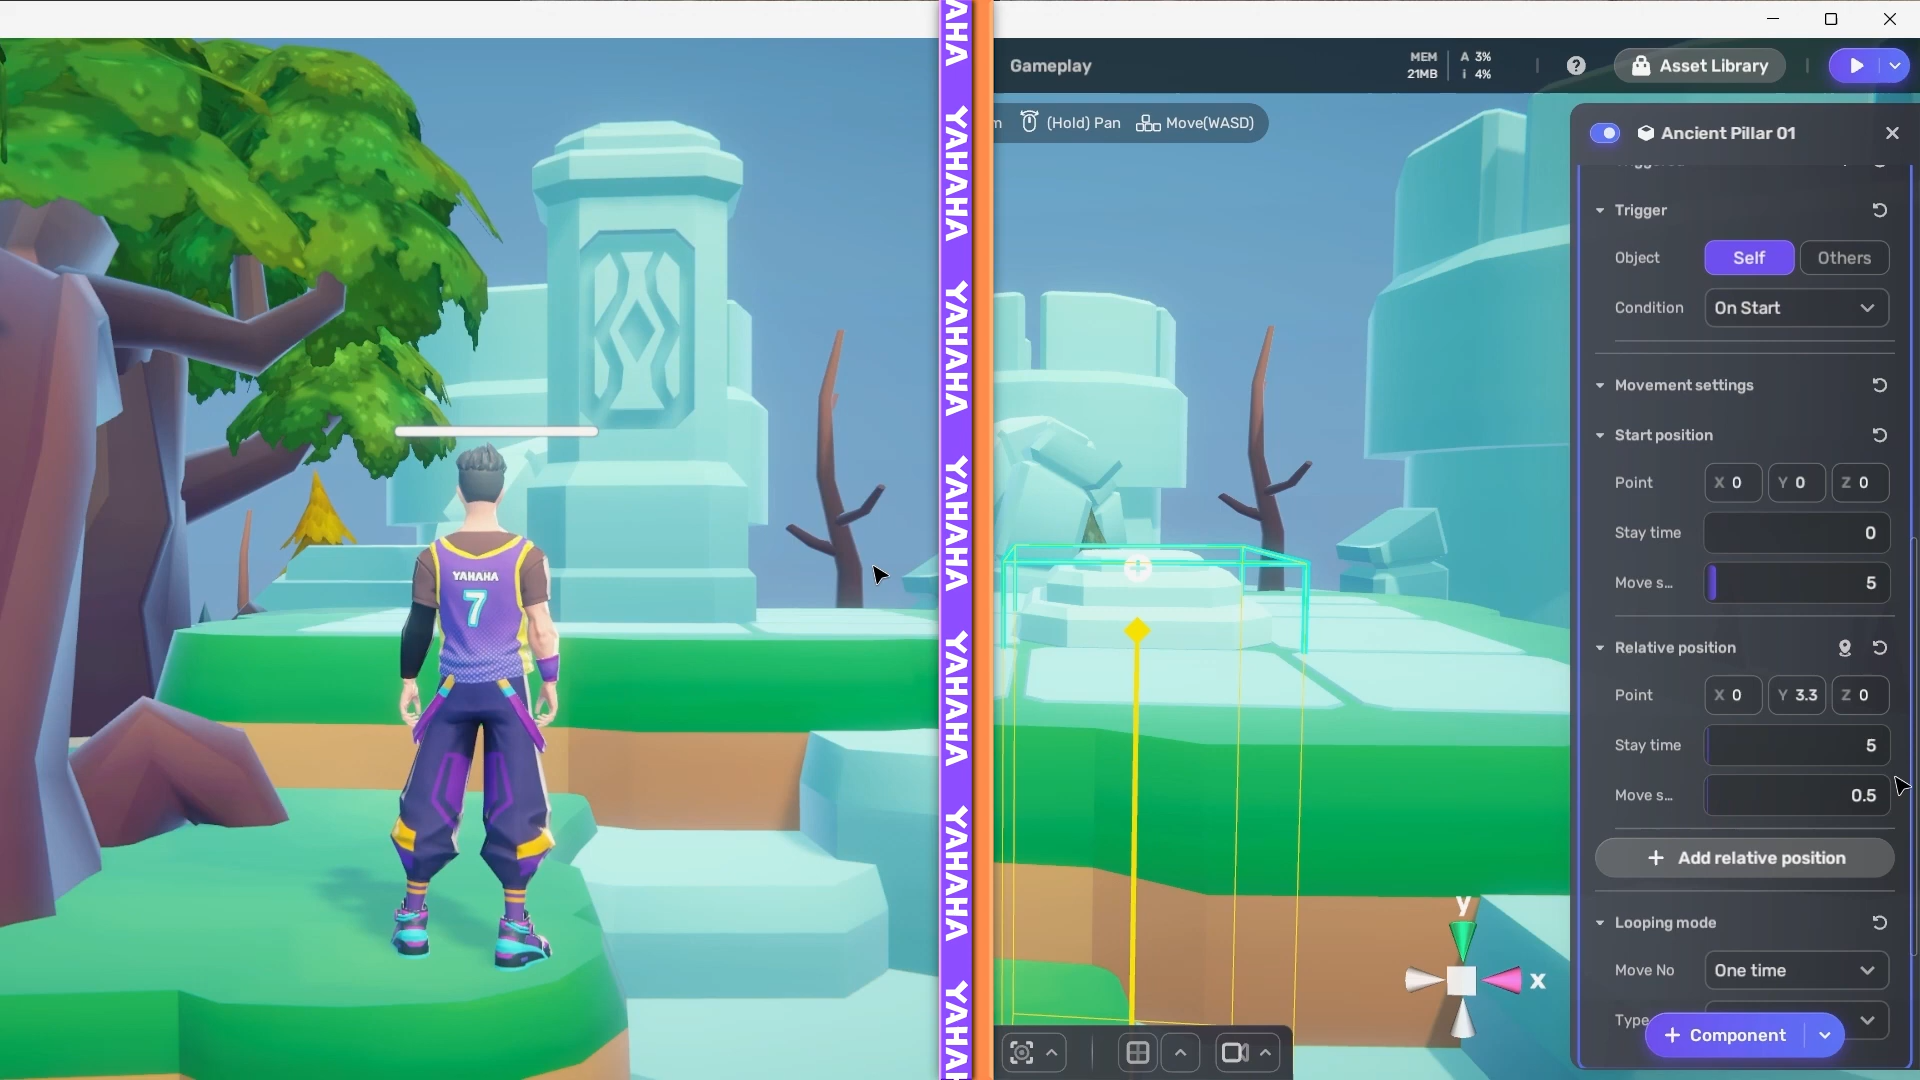 Gameplay
MEM
21MB
A 3%
i 4%
Asset Library
(Hold) Pan
Move(WASD)
Ancient Pillar 01
Trigger
Object
Self
Others
Condition
On Start
Movement settings
Start position
Point
X 0
Y 0
Z 0
Stay time
0
Move s...
5
Relative position
Point
X 0
Y 3.3
Z 0
Stay time
5
Move s...
0.5
+ Add relative position
Looping mode
Move No
One time
Type
+ Component
y
x
YAHAHA
7
AHA
YAHAHA
YAHAHA
YAHAHA
YAHAHA
YAHAHA
YAHA